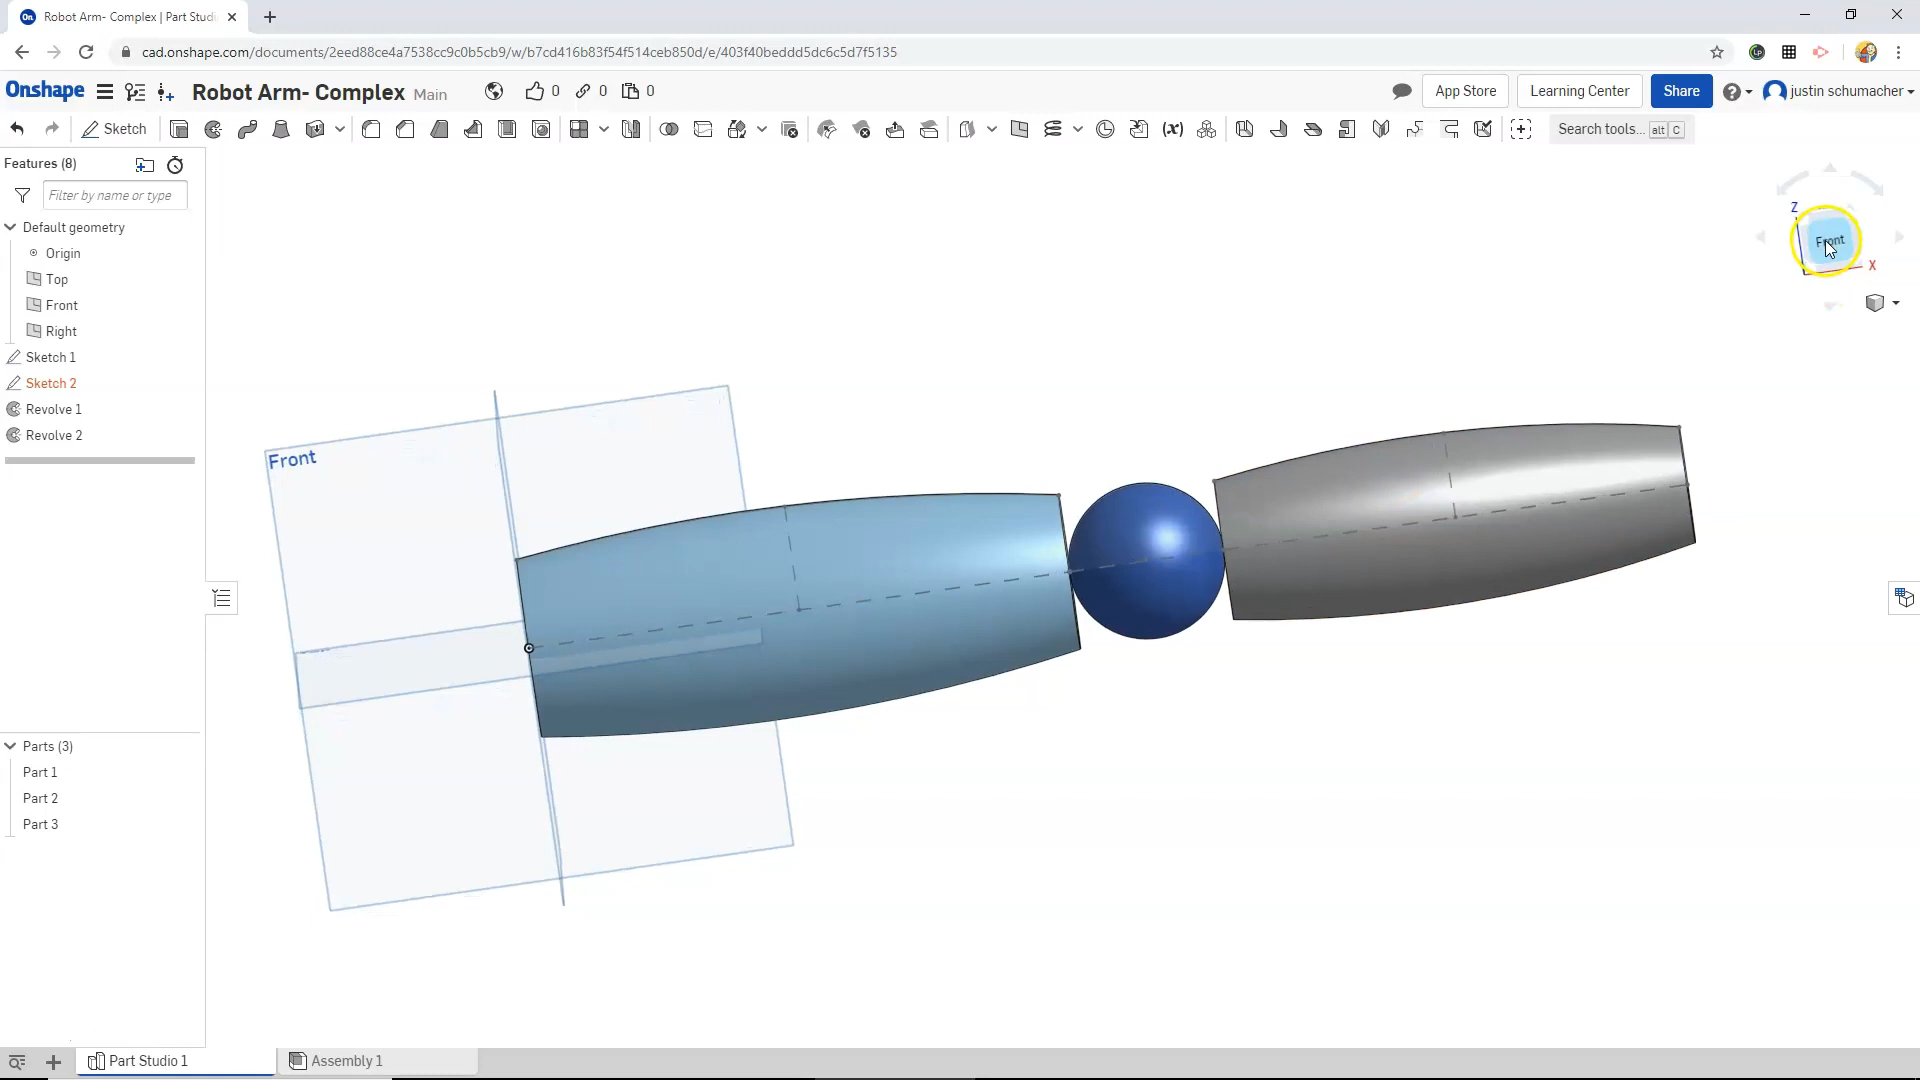 Robot Arm- Complex | Part Studi
cad.onshape.com/documents/2eed88ce4a7538cc9c0b5cb9/w/b7cd416b83f54f514ceb850d/e/403f40beddd5dc6c5d7f5135
Onshape Robot Arm- Complex Main 0 0 0 App Store Learning Center Share justin schumacher
Sketch Search tools... alt C
Features (8)
Filter by name or type
Default geometry
Origin
Top
Front
Right
Sketch 1
Sketch 2
Revolve 1
Revolve 2
Z
Front
X
Front
Parts (3)
Part 1
Part 2
Part 3
Part Studio 1 Assembly 1